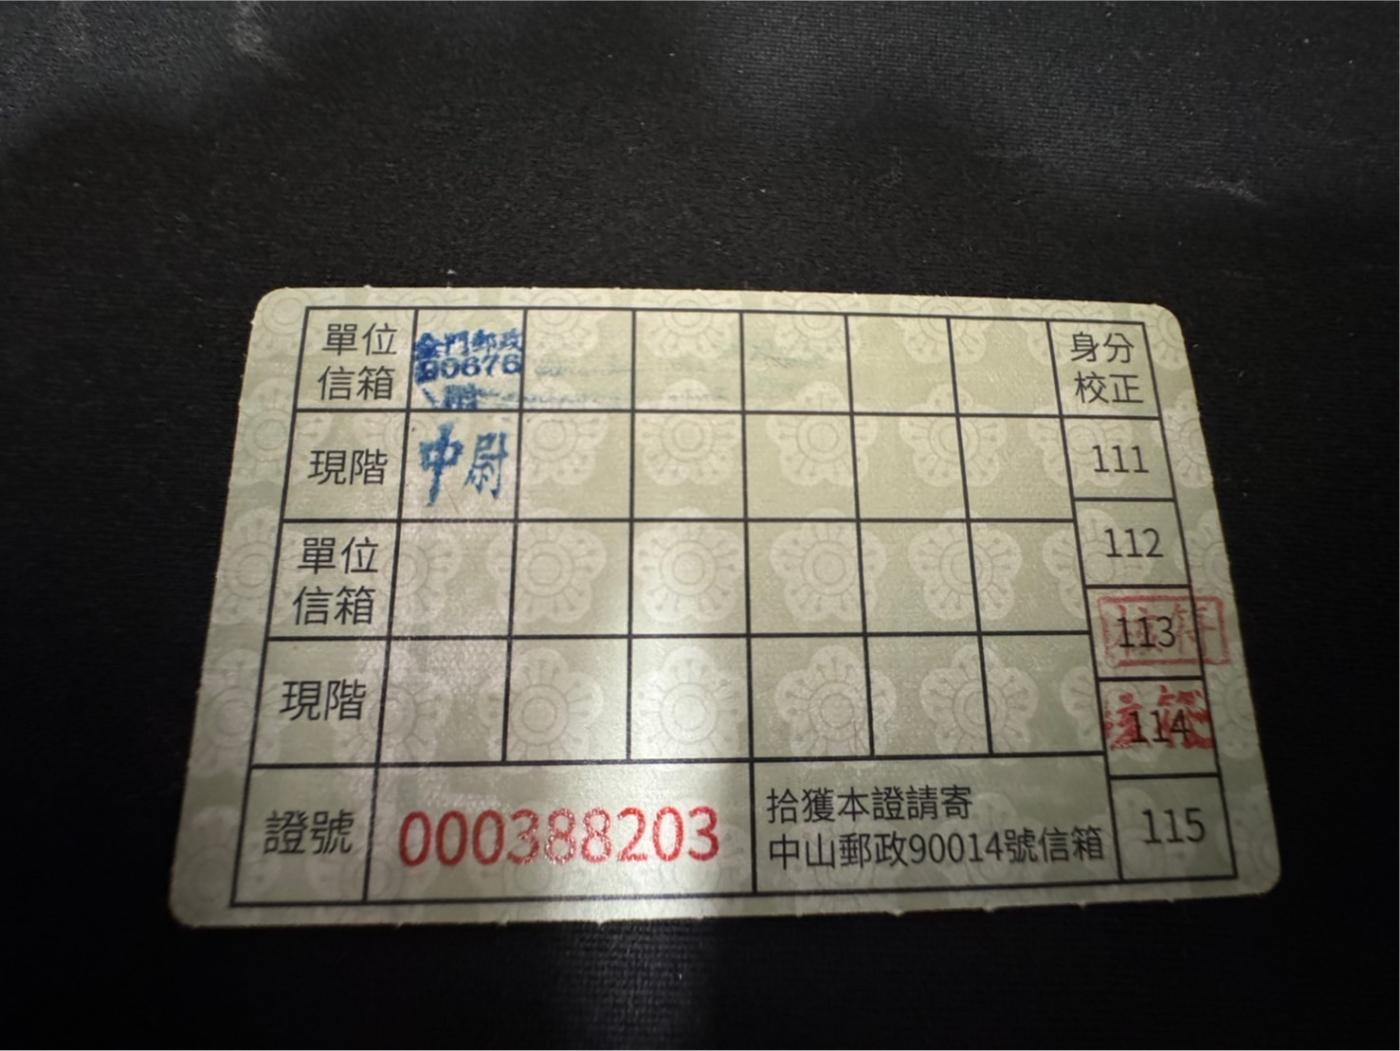 單位
信箱
金門郵政
90676
身分
校正
現階
中尉
111
單位
信箱
112
113
現階
114
證號
000388203
拾獲本證請寄
中山郵政90014號信箱
115